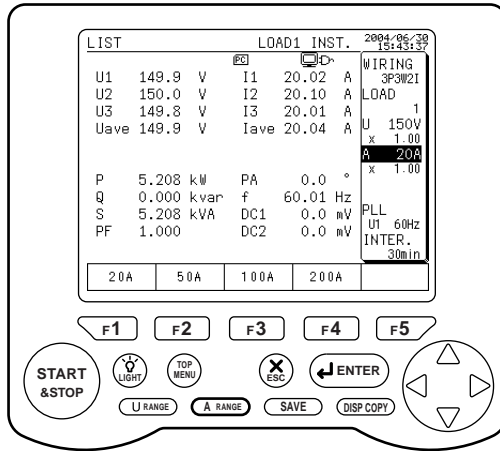 LIST LOAD1 INST. 2004/06/30
15:43:37
PC
U1 149.9 V I1 20.02 A
U2 150.0 V I2 20.10 A
U3 149.8 V I3 20.01 A
Uave 149.9 V Iave 20.04 A
P 5.208 kW PA 0.0 °
Q 0.000 kvar f 60.01 Hz
S 5.208 kVA DC1 0.0 mV
PF 1.000 DC2 0.0 mV
WIRING
3P3W2I
LOAD
1
U 150V
x 1.00
A 20A
x 1.00
PLL
U1 60Hz
INTER.
30min
20A 50A 100A 200A
F1 F2 F3 F4 F5
START
&STOP
LIGHT
TOP
MENU
ESC
ENTER
U RANGE A RANGE SAVE DISP COPY